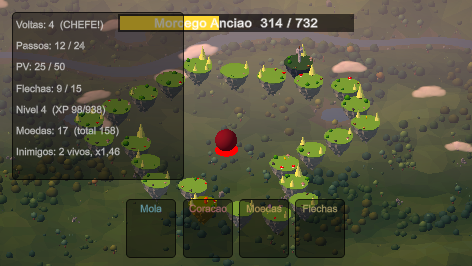 Morcego Anciao 314 / 732
Voltas: 4 (CHEFE!)
Passos: 12 / 24
PV: 25 / 50
Flechas: 9 / 15
Nivel 4 (XP 98/938)
Moedas: 17 (total 158)
Inimigos: 2 vivos, x1,46
Mola
Coracao
Moedas
Flechas